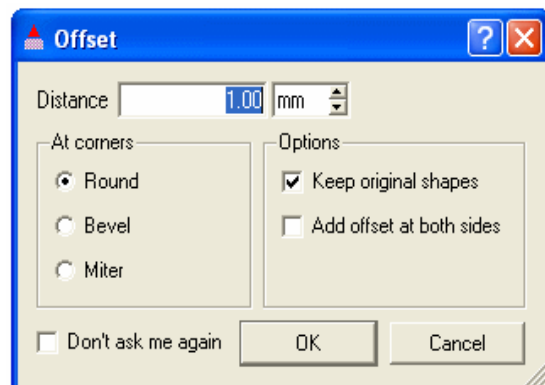 Offset
Distance 1.00 mm
At corners
Round
Bevel
Miter
Options
Keep original shapes
Add offset at both sides
Don't ask me again
OK
Cancel